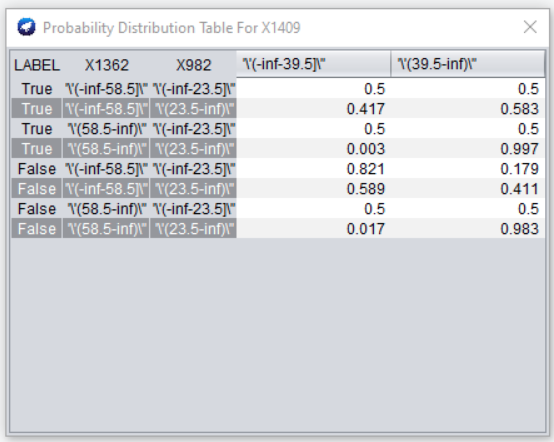 Probability Distribution Table For X1409
LABEL X1362 X982 "\'(-inf-39.5]\'" "\'(39.5-inf)\'"
True "\'(-inf-58.5]\'" "\'(-inf-23.5]\'" 0.5 0.5
True "\'(-inf-58.5]\'" "\'(23.5-inf)\'" 0.417 0.583
True "\'(58.5-inf)\'" "\'(-inf-23.5]\'" 0.5 0.5
True "\'(58.5-inf)\'" "\'(23.5-inf)\'" 0.003 0.997
False "\'(-inf-58.5]\'" "\'(-inf-23.5]\'" 0.821 0.179
False "\'(-inf-58.5]\'" "\'(23.5-inf)\'" 0.589 0.411
False "\'(58.5-inf)\'" "\'(-inf-23.5]\'" 0.5 0.5
False "\'(58.5-inf)\'" "\'(23.5-inf)\'" 0.017 0.983